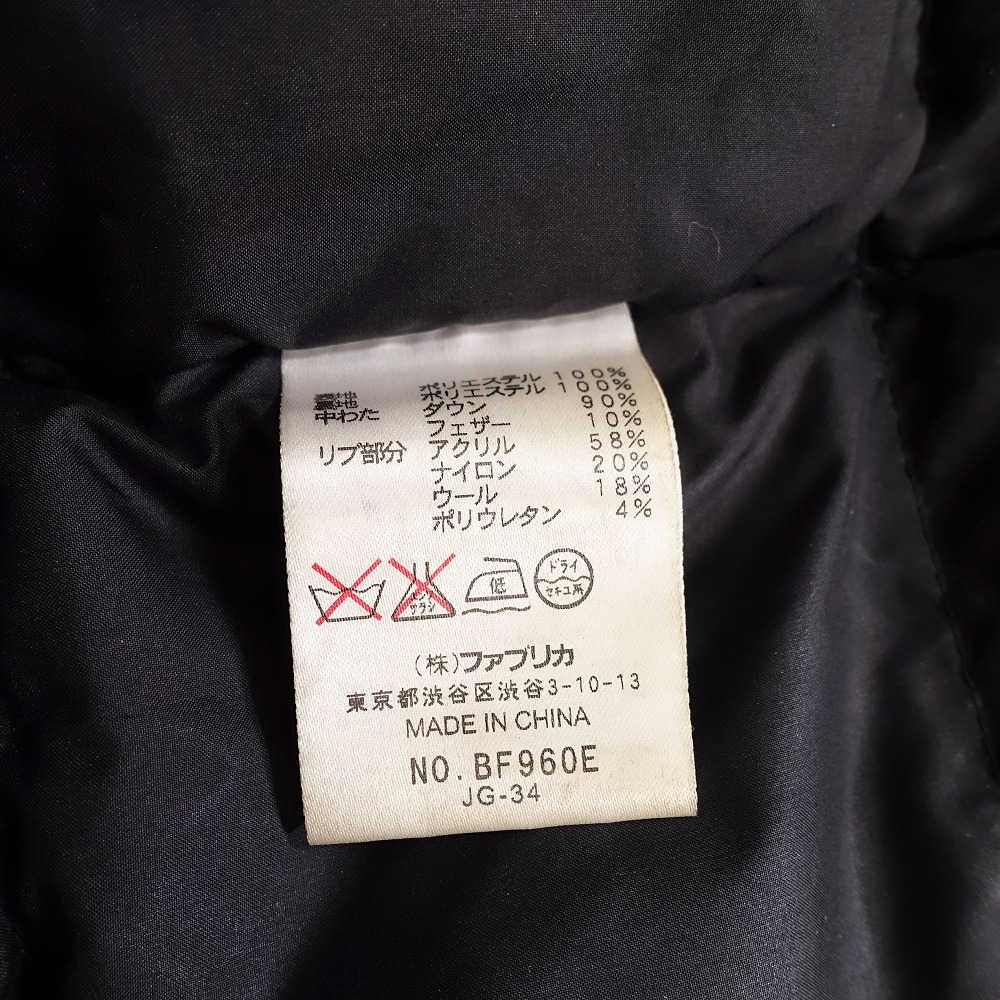 ポリエステル 100%
裏地 ポリエステル 100%
中わた ダウン 90%
フェザー 10%
リブ部分 アクリル 58%
ナイロン 20%
ウール 18%
ポリウレタン 4%
サラシ
低
ドライ
セキユ系
(株)ファブリカ
東京都渋谷区渋谷3-10-13
MADE IN CHINA
NO. BF960E
JG-34